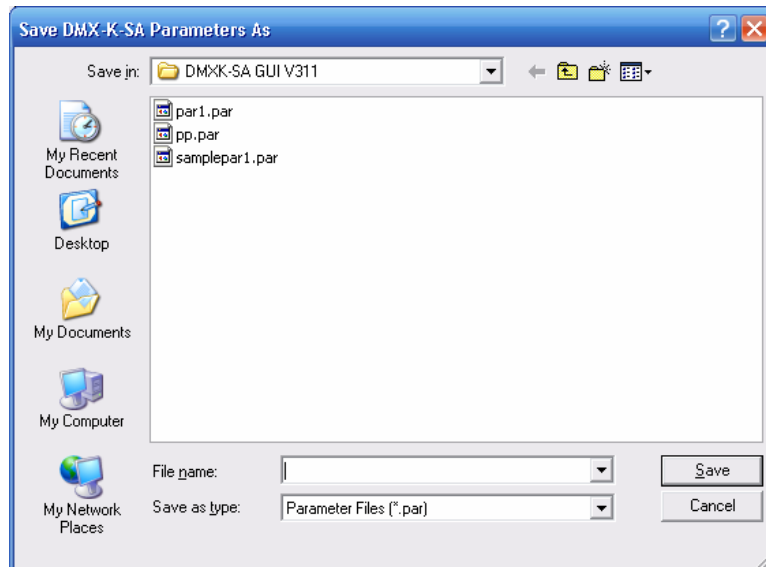 Save DMX-K-SA Parameters As
Save in:
DMXK-SA GUI V311
My Recent
Documents
Desktop
My Documents
My Computer
My Network
Places
par1.par
pp.par
samplepar1.par
File name:
Save
Save as type:
Parameter Files (*.par)
Cancel